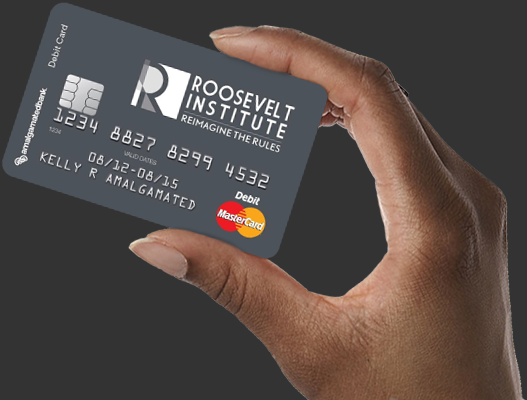 Debit Card
ROOSEVELT
INSTITUTE
REIMAGINE THE RULES
1234 8827 8299 4532
1234
VALID DATES
08/12-08/15
KELLY R AMALGAMATED
amalgamatedbank
Debit
MasterCard